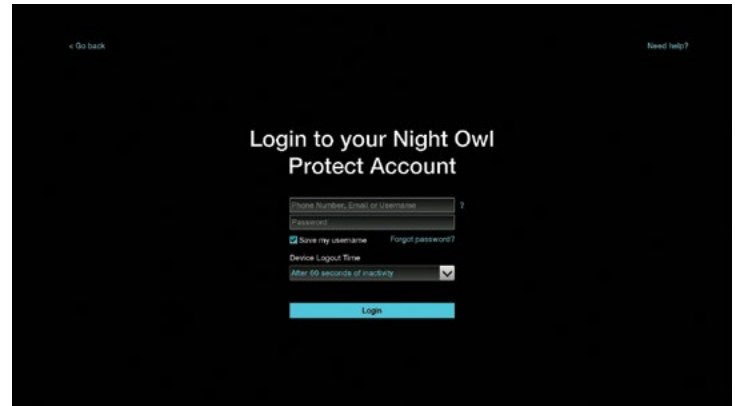 < Go back
Need help?
Login to your Night Owl
Protect Account
Phone Number, Email or Username
?
Password
Save my username
Forgot password?
Device Logout Time
After 60 seconds of inactivity
Login